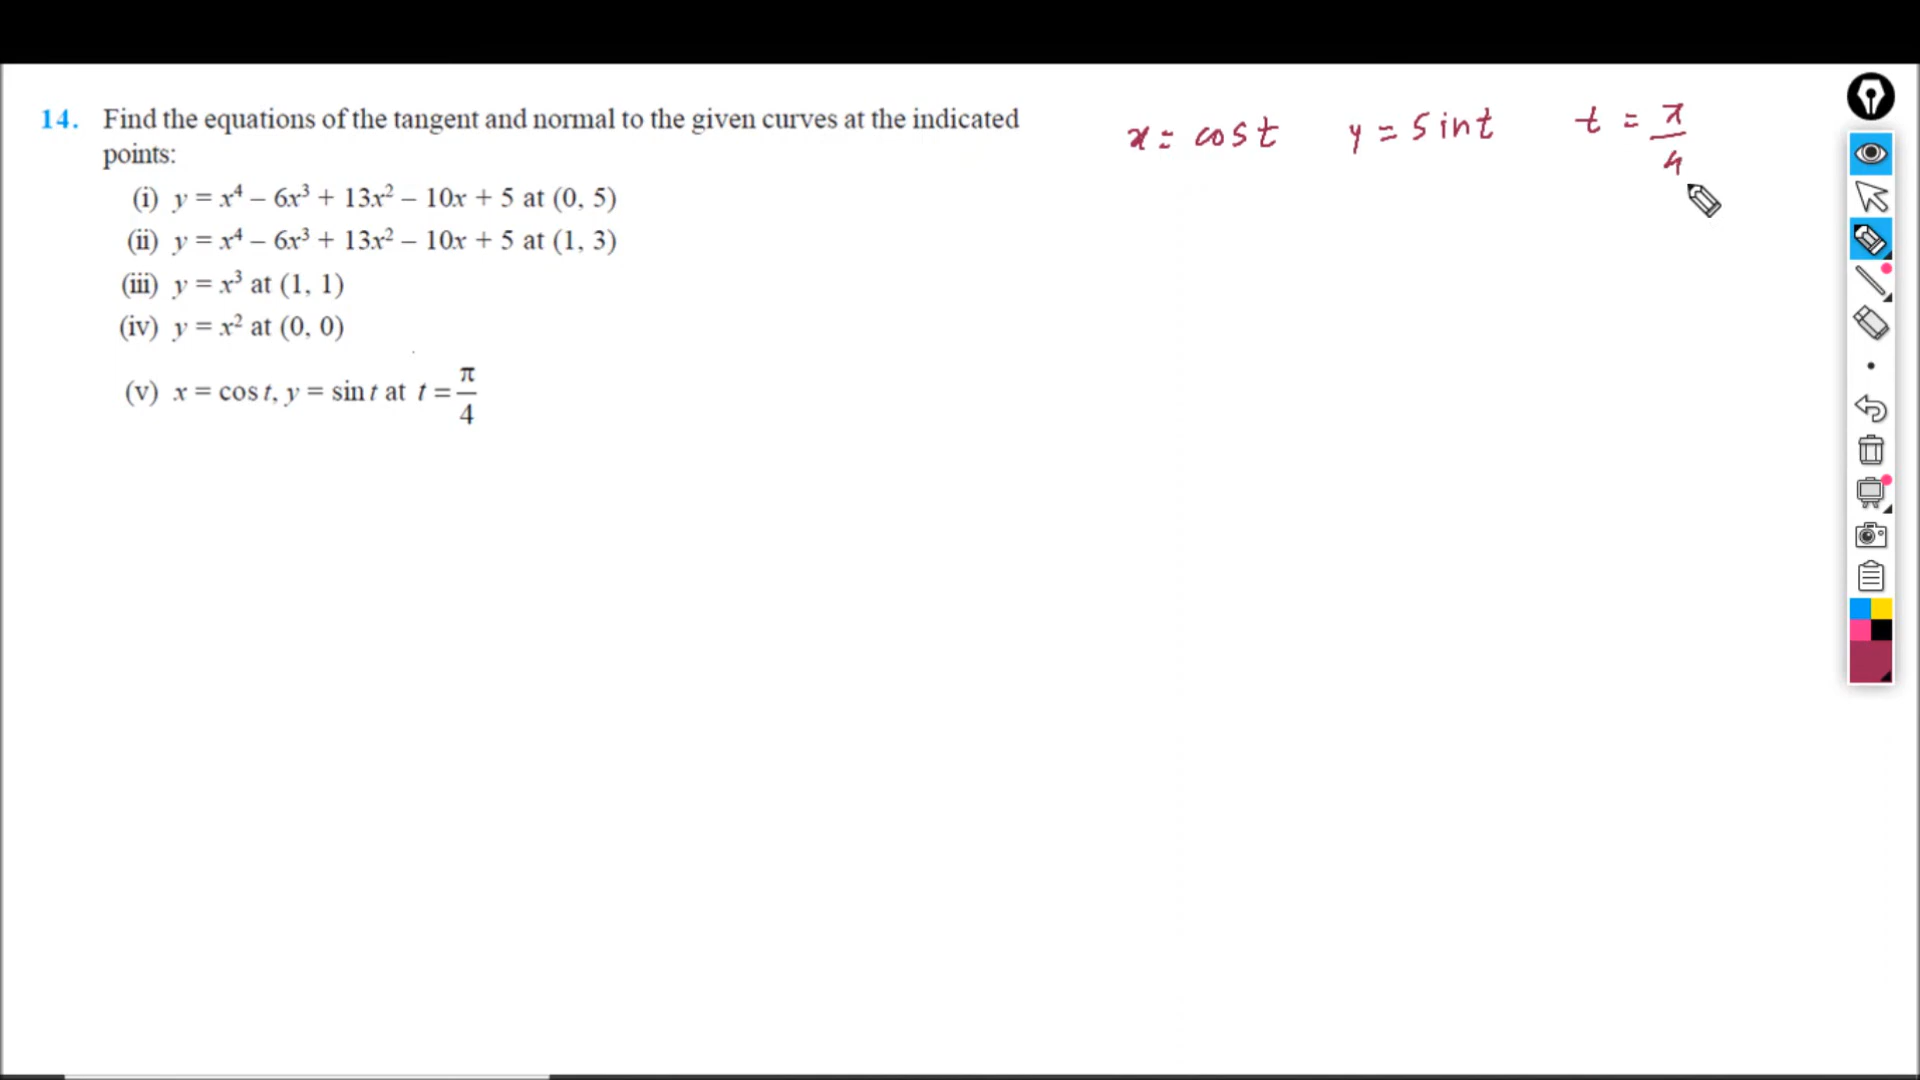 14. Find the equations of the tangent and normal to the given curves at the indicated
points:
(i) y = x⁴ – 6x³ + 13x² – 10x + 5 at (0, 5)
(ii) y = x⁴ – 6x³ + 13x² – 10x + 5 at (1, 3)
(iii) y = x³ at (1, 1)
(iv) y = x² at (0, 0)
(v) x = cos t, y = sin t at t = π/4
x = cos t y = sin t t = π/4